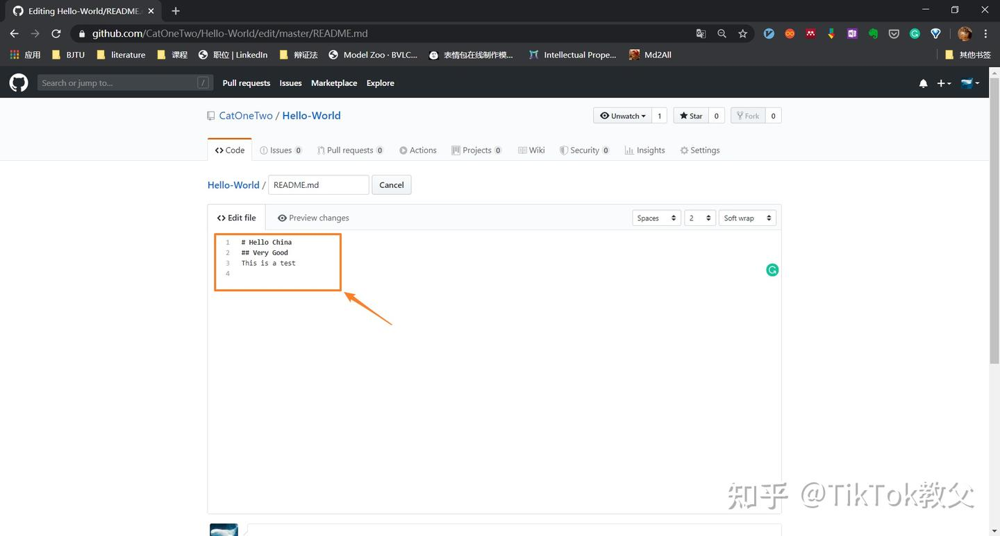 Editing Hello-World/README.
github.com/CatOneTwo/Hello-World/edit/master/README.md
应用 BJTU literature 课程 职位 | LinkedIn 辩证法 Model Zoo · BVLC... 表情包在线制作模... Intellectual Prope... Md2All 其他书签
Search or jump to... / Pull requests Issues Marketplace Explore
CatOneTwo / Hello-World Unwatch 1 Star 0 Fork 0
Code Issues 0 Pull requests 0 Actions Projects 0 Wiki Security 0 Insights Settings
Hello-World / README.md Cancel
Edit file Preview changes Spaces 2 Soft wrap
1 # Hello China
2 ## Very Good
3 This is a test
4
知乎 @TikTok教父